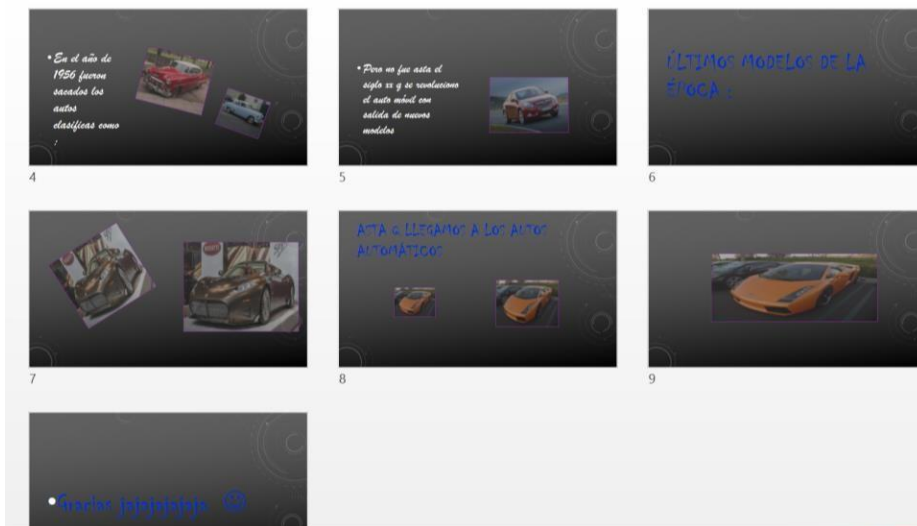 • En el año de
1956 fueron
sacados los
autos
clasificas como
:
• Pero no fue asta el
siglo xx q se revoluciono
el auto móvil con
salida de nuevos
modelos
ÚLTIMOS MODELOS DE LA
ÉPOCA :
4
5
6
ASTA Q LLEGAMOS A LOS AUTOS
AUTOMÁTICOS
7
8
9
• Gracias jajajajajaja ☺